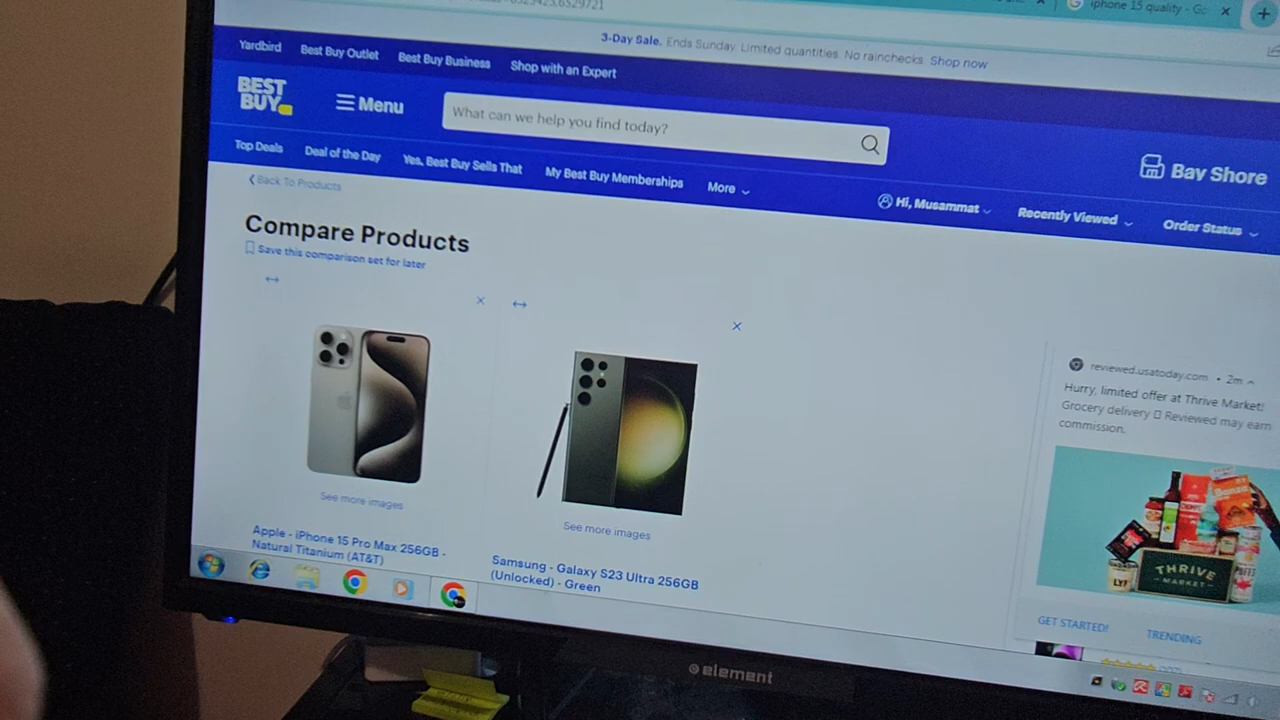 iphone 15 quality - Go
3-Day Sale. Ends Sunday. Limited quantities. No rainchecks. Shop now
Yardbird Best Buy Outlet Best Buy Business Shop with an Expert
BEST BUY
Menu
What can we help you find today?
Bay Shore
Top Deals Deal of the Day Yes, Best Buy Sells That My Best Buy Memberships More
Hi, Musammat Recently Viewed Order Status
Back To Products
Compare Products
Save this comparison set for later
See more images
See more images
Apple - iPhone 15 Pro Max 256GB -
Natural Titanium (AT&T)
Samsung - Galaxy S23 Ultra 256GB
(Unlocked) - Green
reviewed.usatoday.com • 2m
Hurry, limited offer at Thrive Market!
Grocery delivery Reviewed may earn
commission.
THRIVE
MARKET
GET STARTED! TRENDING
element